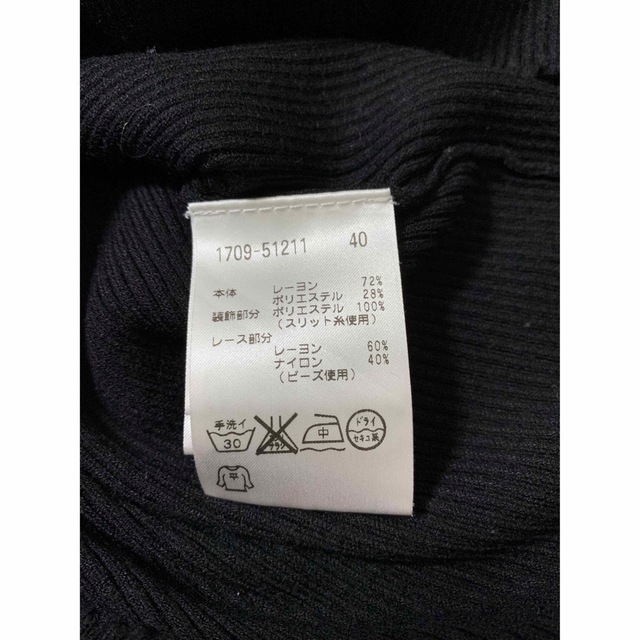 1709-51211 40
本体 レーヨン 72%
ポリエステル 28%
装飾部分 ポリエステル 100%
(スリット糸使用)
レース部分
レーヨン 60%
ナイロン 40%
(ビーズ使用)
手洗イ 中 ドライ
30 セキユ系
平